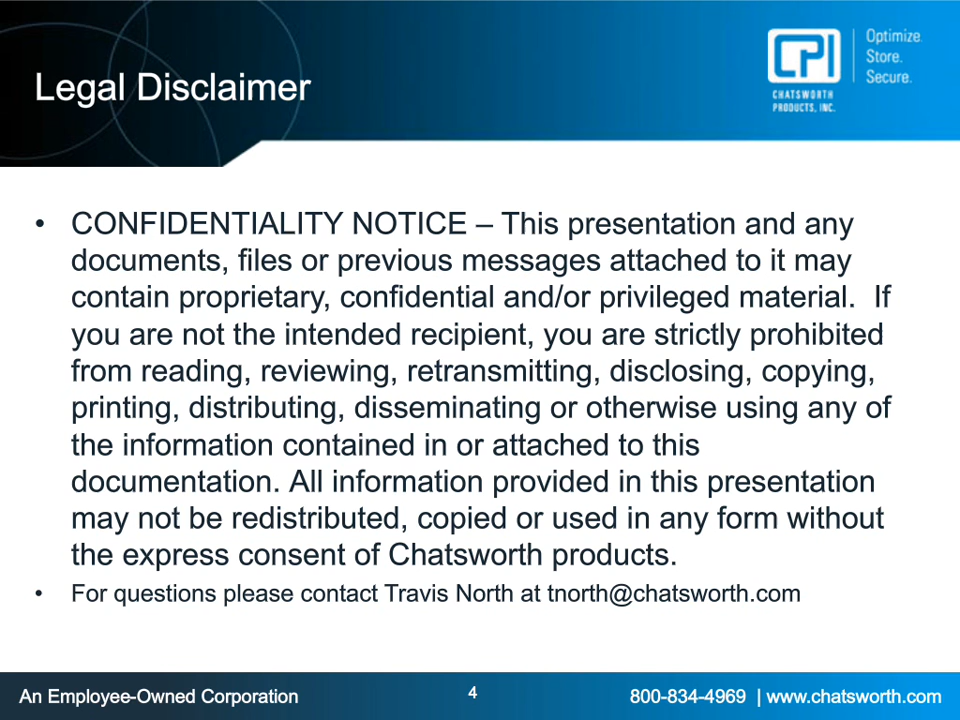 Legal Disclaimer
CPI
CHATSWORTH
PRODUCTS, INC.
Optimize.
Store.
Secure.
• CONFIDENTIALITY NOTICE – This presentation and any
documents, files or previous messages attached to it may
contain proprietary, confidential and/or privileged material.  If
you are not the intended recipient, you are strictly prohibited
from reading, reviewing, retransmitting, disclosing, copying,
printing, distributing, disseminating or otherwise using any of
the information contained in or attached to this
documentation. All information provided in this presentation
may not be redistributed, copied or used in any form without
the express consent of Chatsworth products.
• For questions please contact Travis North at tnorth@chatsworth.com
An Employee-Owned Corporation
4
800-834-4969 | www.chatsworth.com